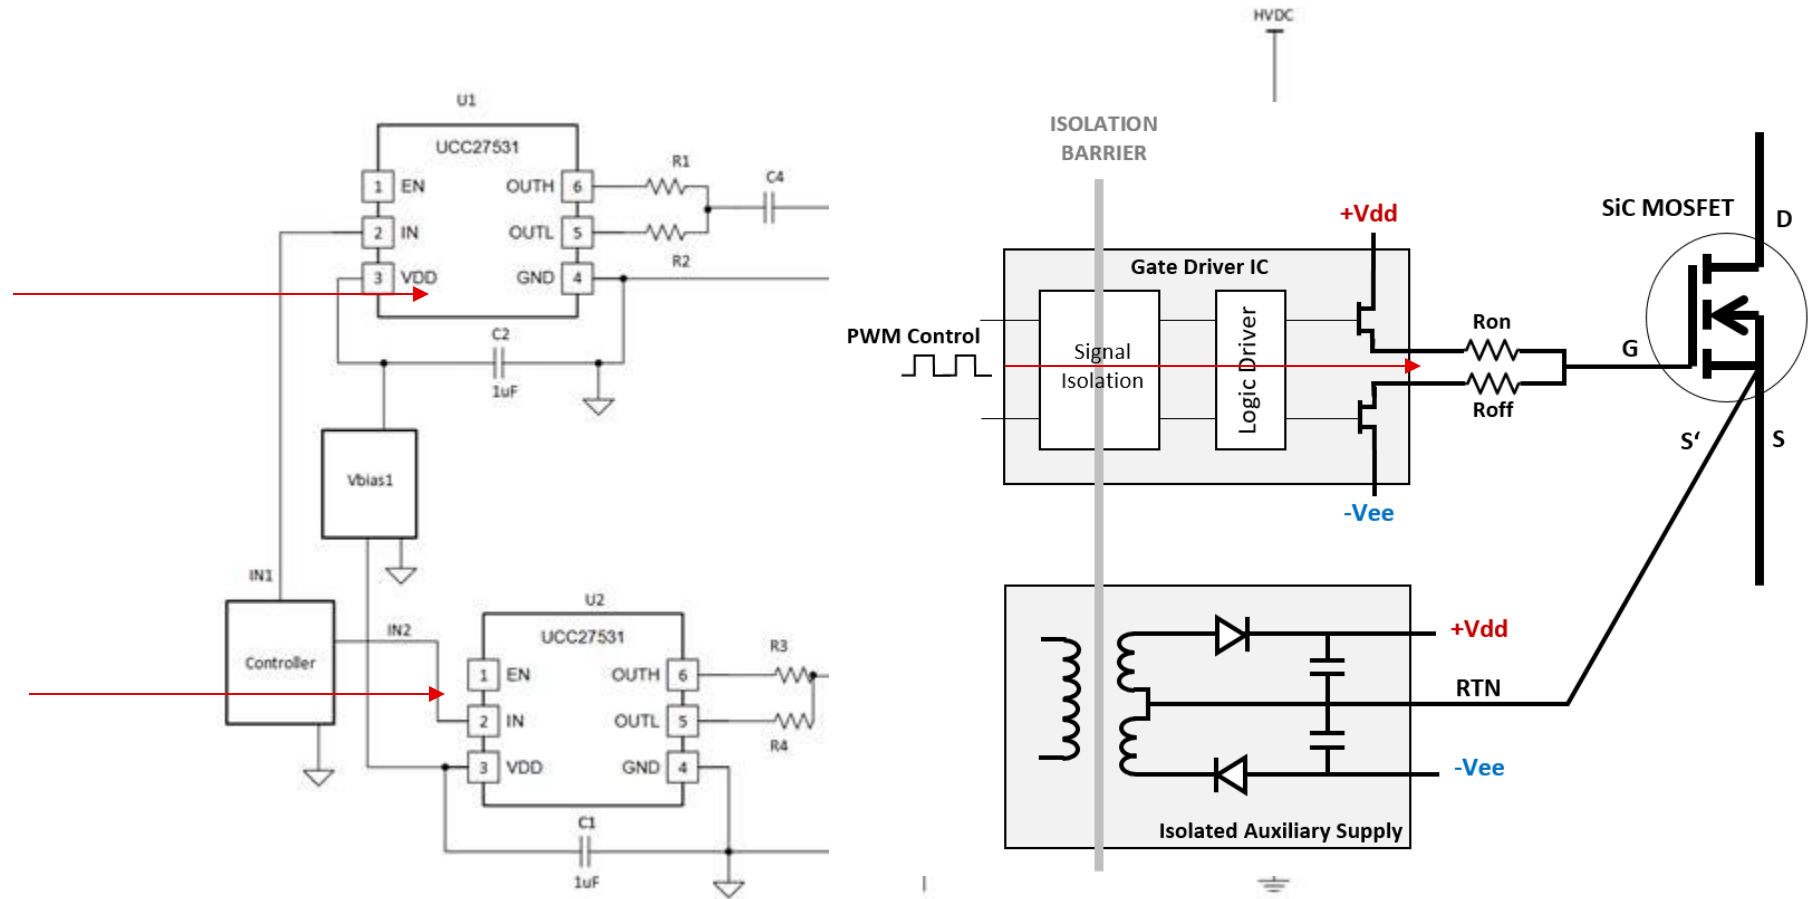 U1
UCC27531
1 EN OUTH 6
2 IN OUTL 5
3 VDD GND 4
R1
R2
C4
C2
1uF
Vbias1
IN1
Controller
IN2
U2
UCC27531
1 EN OUTH 6
2 IN OUTL 5
3 VDD GND 4
R3
R4
C1
1uF
HVDC
ISOLATION
BARRIER
+Vdd
Gate Driver IC
PWM Control
Signal
Isolation
Logic Driver
Ron
Roff
-Vee
SiC MOSFET
D
G
S‘
S
+Vdd
RTN
-Vee
Isolated Auxiliary Supply